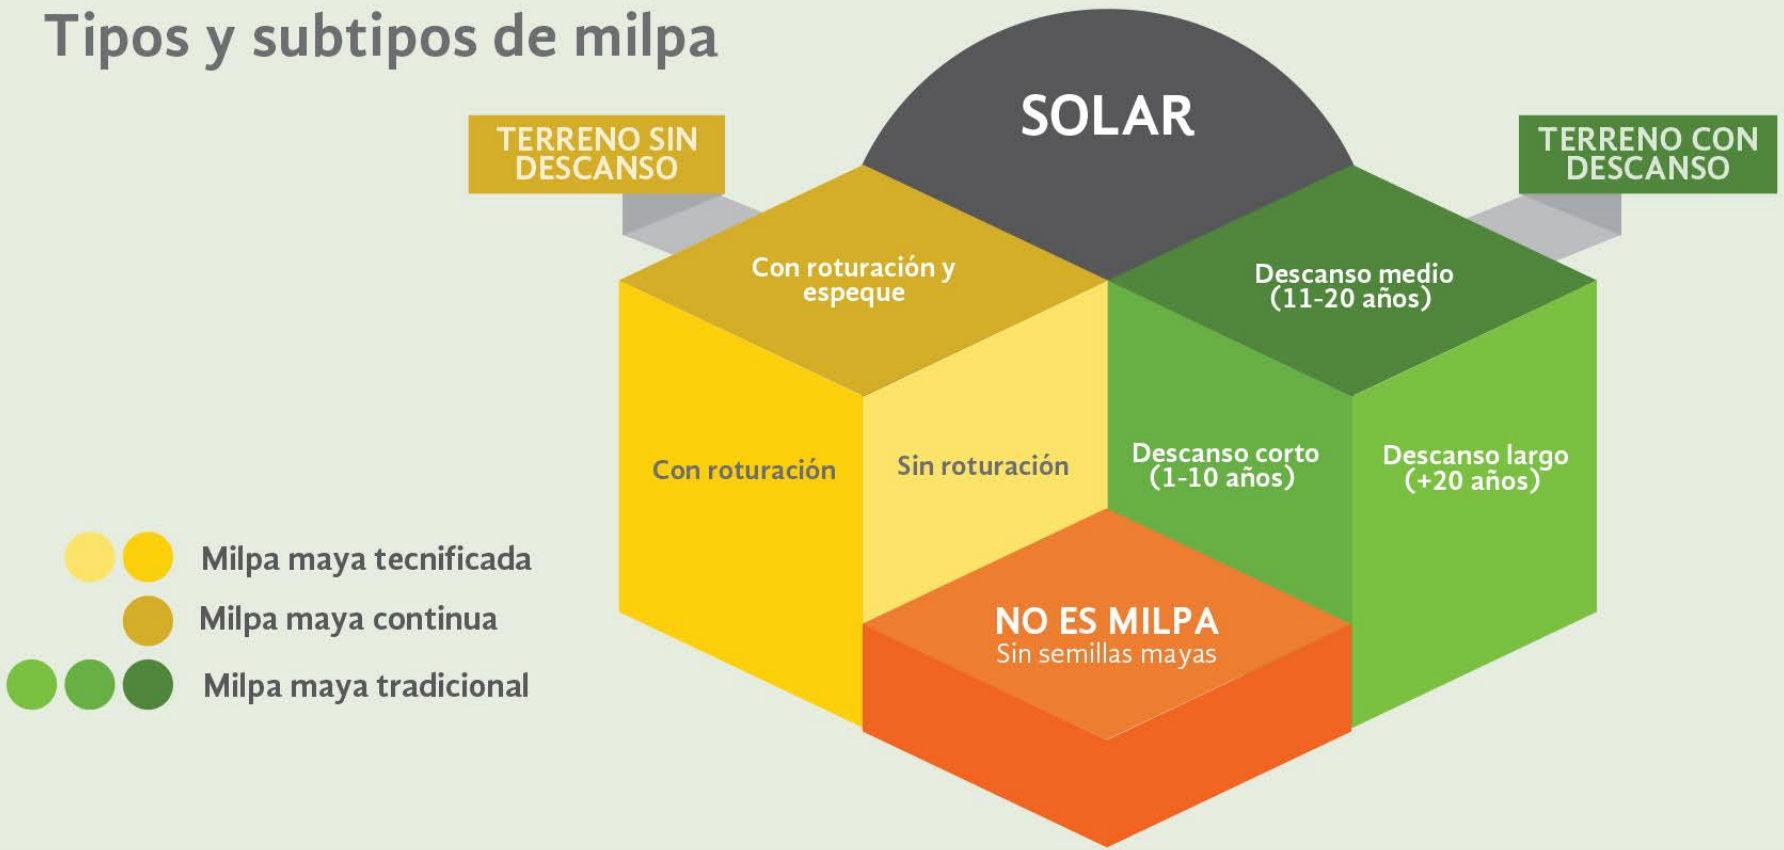 Tipos y subtipos de milpa
SOLAR
TERRENO SIN
DESCANSO
TERRENO CON
DESCANSO
Con roturación y
espeque
Descanso medio
(11-20 años)
Con roturación
Sin roturación
Descanso corto
(1-10 años)
Descanso largo
(+20 años)
NO ES MILPA
Sin semillas mayas
Milpa maya tecnificada
Milpa maya continua
Milpa maya tradicional